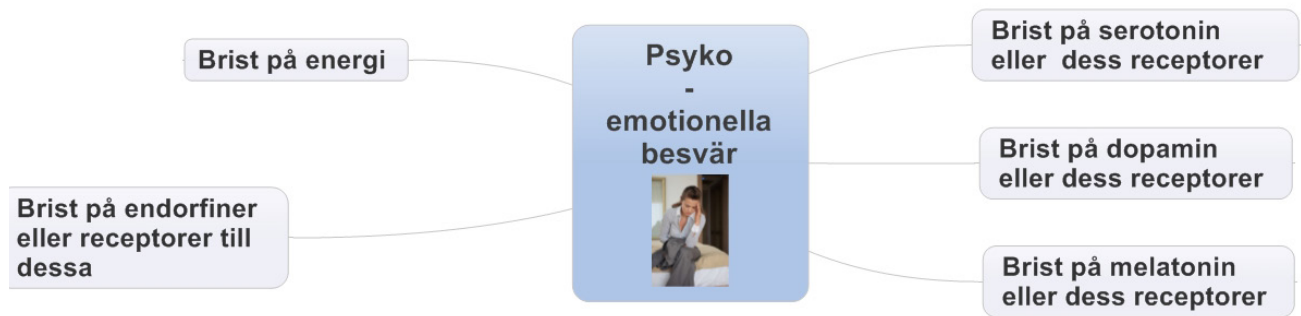 Brist på energi
Brist på endorfiner
eller receptorer till
dessa
Psyko
-
emotionella
besvär
Brist på serotonin
eller dess receptorer
Brist på dopamin
eller dess receptorer
Brist på melatonin
eller dess receptorer